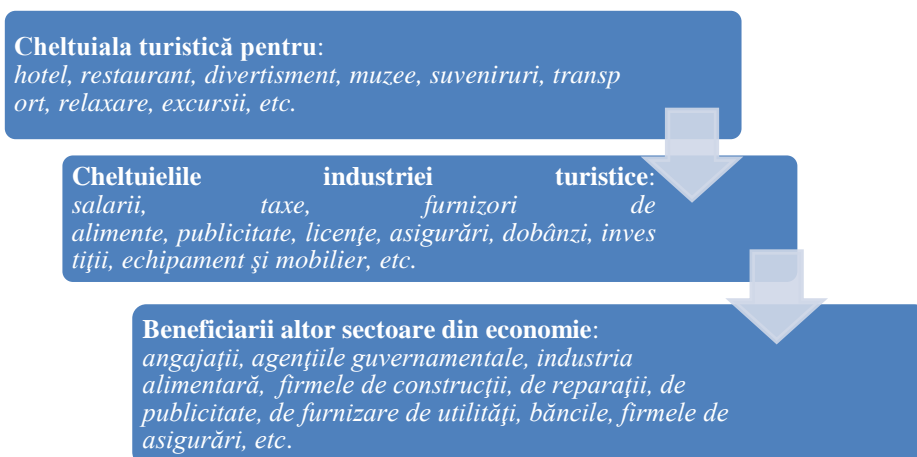 Cheltuiala turistică pentru:
hotel, restaurant, divertisment, muzee, suveniruri, transp
ort, relaxare, excursii, etc.
Cheltuielile industriei turistice:
salarii, taxe, furnizori de
alimente, publicitate, licenţe, asigurări, dobânzi, inves
tiţii, echipament şi mobilier, etc.
Beneficiarii altor sectoare din economie:
angajaţii, agenţiile guvernamentale, industria
alimentară, firmele de construcţii, de reparaţii, de
publicitate, de furnizare de utilităţi, băncile, firmele de
asigurări, etc.